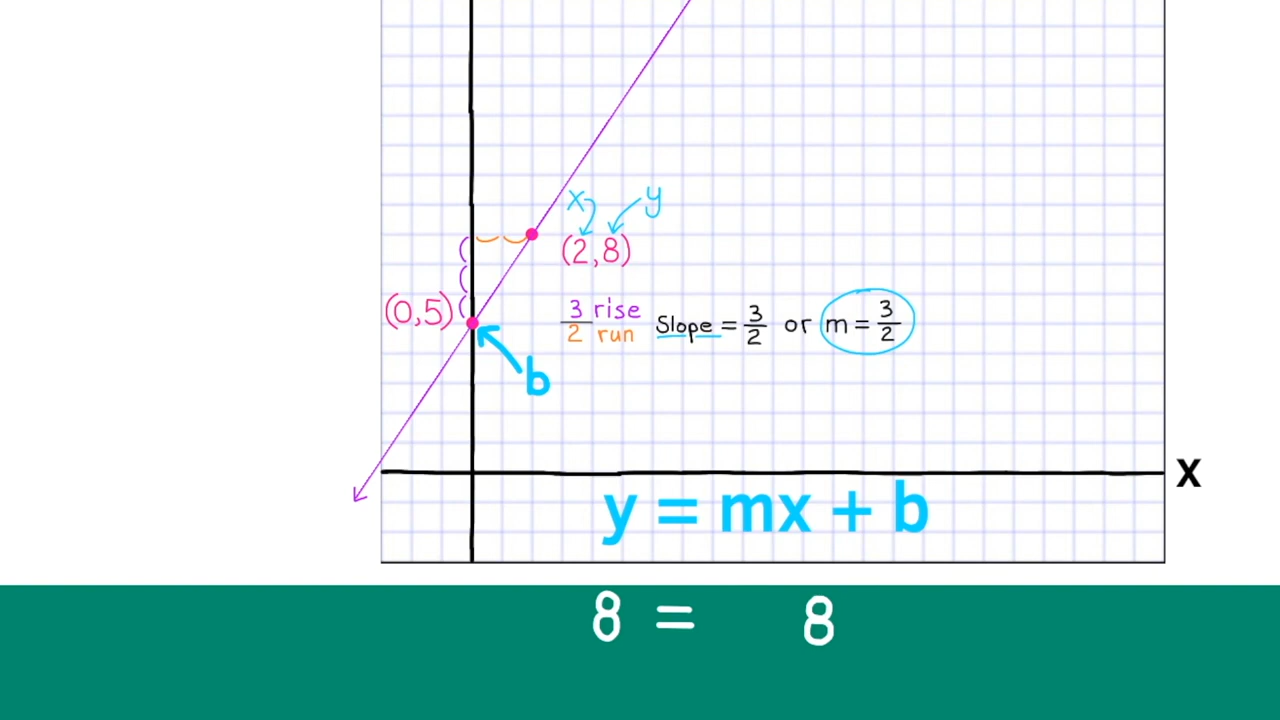 x y
(2,8)
(0,5)
3 rise
2 run
Slope = 3/2 or m = 3/2
b
x
y = mx + b
8 = 8